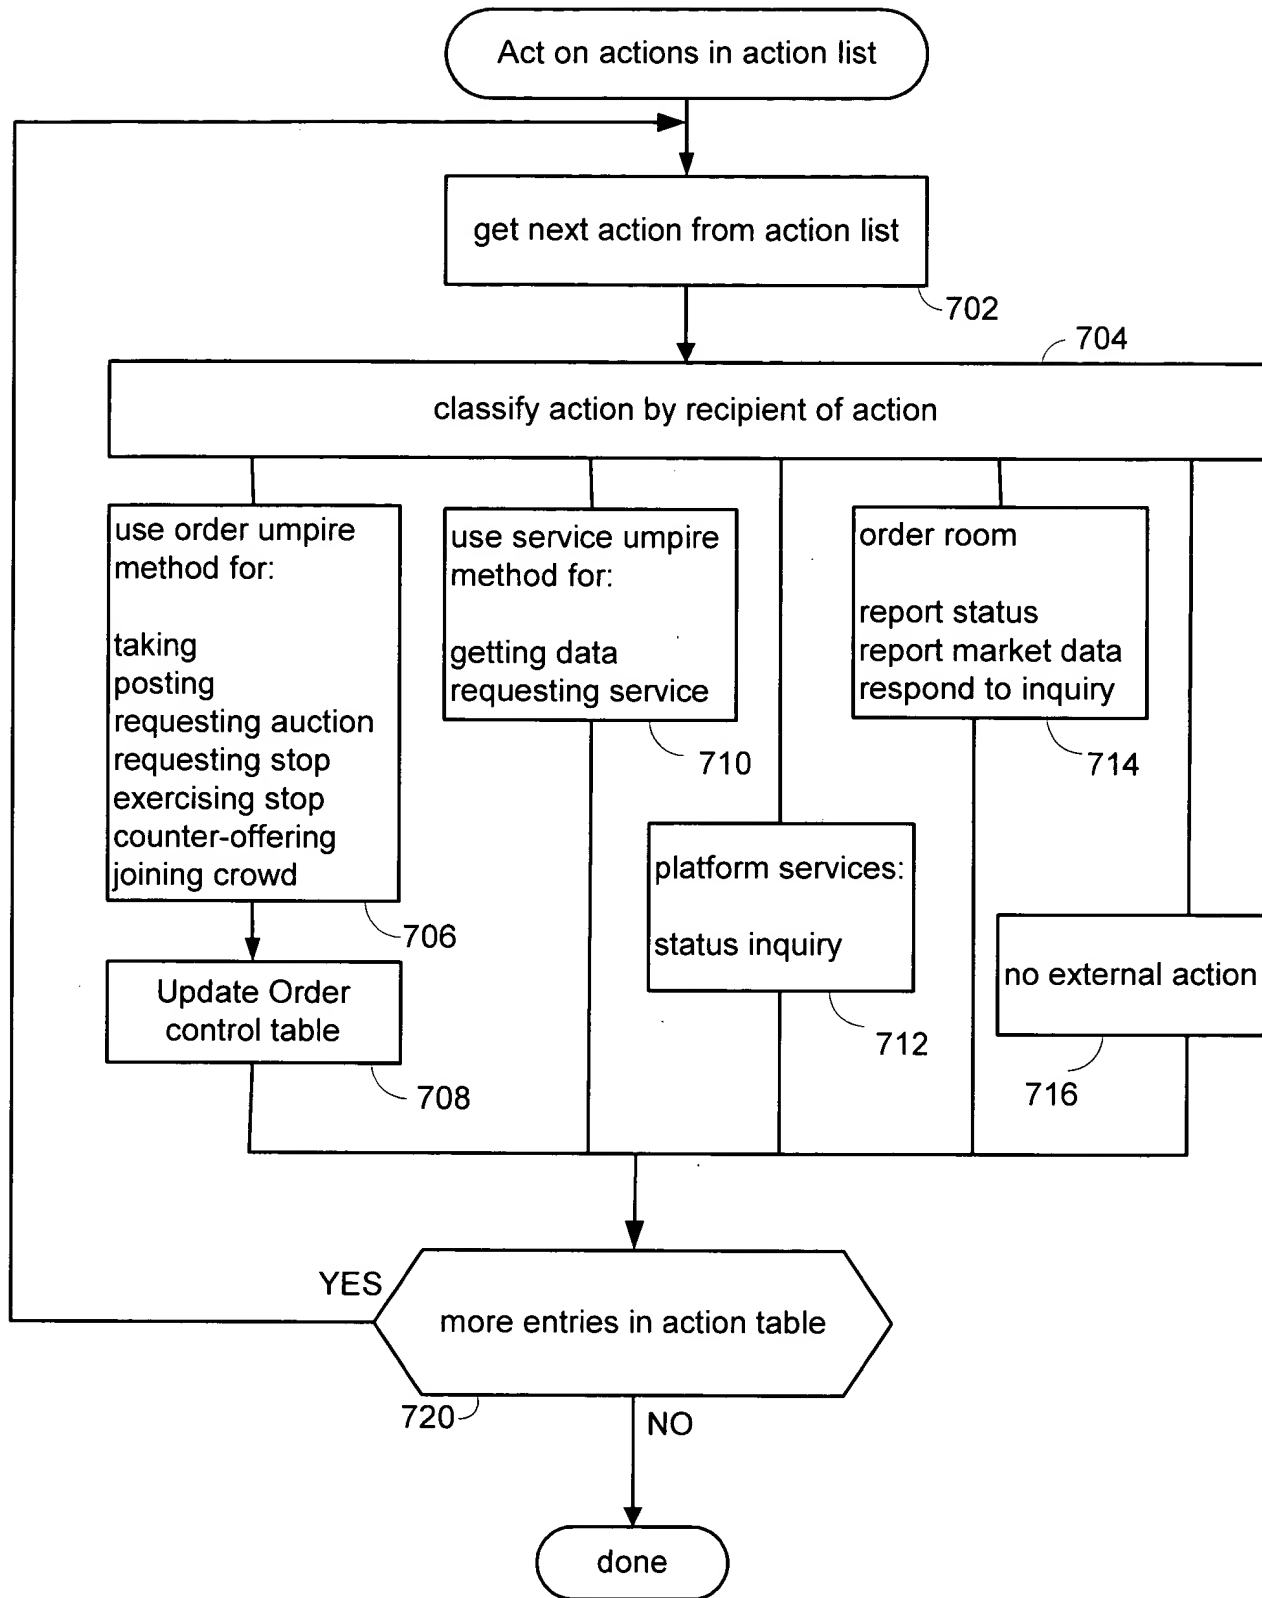 Act on actions in action list
get next action from action list
702
704
classify action by recipient of action
use order umpire
method for:
taking
posting
requesting auction
requesting stop
exercising stop
counter-offering
joining crowd
706
Update Order
control table
708
use service umpire
method for:
getting data
requesting service
710
platform services:
status inquiry
712
order room
report status
report market data
respond to inquiry
714
no external action
716
YES
more entries in action table
720
NO
done